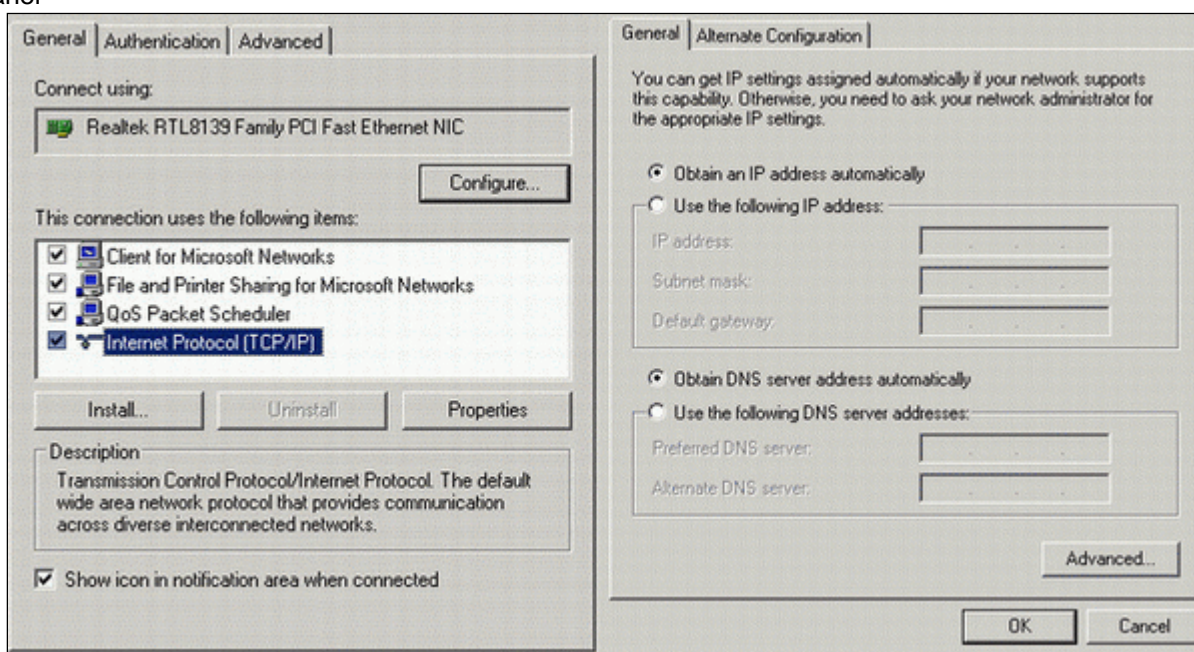 General Authentication Advanced
Connect using:
Realtek RTL8139 Family PCI Fast Ethernet NIC
Configure...
This connection uses the following items:
Client for Microsoft Networks
File and Printer Sharing for Microsoft Networks
QoS Packet Scheduler
Internet Protocol (TCP/IP)
Install... Uninstall Properties
Description
Transmission Control Protocol/Internet Protocol. The default
wide area network protocol that provides communication
across diverse interconnected networks.
Show icon in notification area when connected
General Alternate Configuration
You can get IP settings assigned automatically if your network supports
this capability. Otherwise, you need to ask your network administrator for
the appropriate IP settings.
Obtain an IP address automatically
Use the following IP address:
IP address:
Subnet mask:
Default gateway:
Obtain DNS server address automatically
Use the following DNS server addresses:
Preferred DNS server:
Alternate DNS server:
Advanced...
OK Cancel